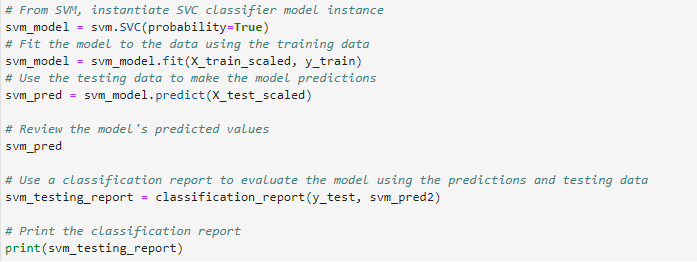 # From SVM, instantiate SVC classifier model instance
svm_model = svm.SVC(probability=True)
# Fit the model to the data using the training data
svm_model = svm_model.fit(X_train_scaled, y_train)
# Use the testing data to make the model predictions
svm_pred = svm_model.predict(X_test_scaled)
# Review the model's predicted values
svm_pred
# Use a classification report to evaluate the model using the predictions and testing data
svm_testing_report = classification_report(y_test, svm_pred2)
# Print the classification report
print(svm_testing_report)